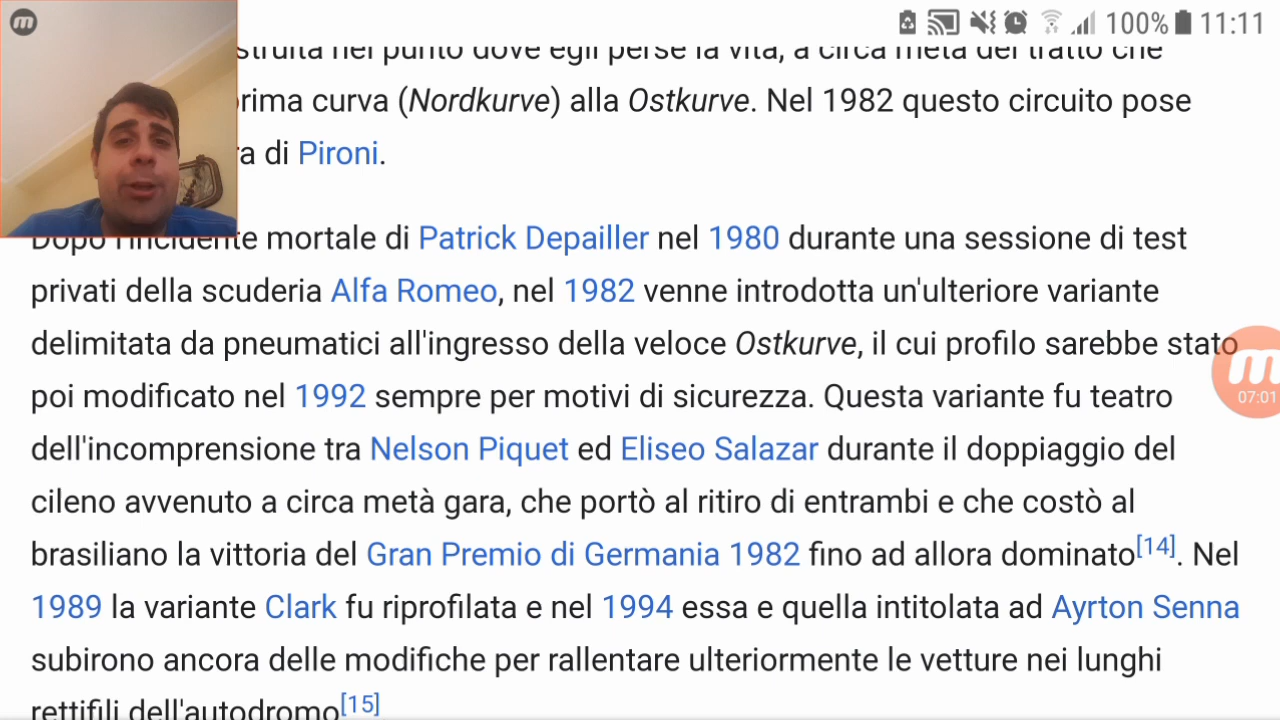 100% 11:11
struita nel punto dove egli perse la vita, a circa metà del tratto che
rima curva (Nordkurve) alla Ostkurve. Nel 1982 questo circuito pose
ra di Pironi.
Dopo l'incidente mortale di Patrick Depailler nel 1980 durante una sessione di test
privati della scuderia Alfa Romeo, nel 1982 venne introdotta un'ulteriore variante
delimitata da pneumatici all'ingresso della veloce Ostkurve, il cui profilo sarebbe stato
poi modificato nel 1992 sempre per motivi di sicurezza. Questa variante fu teatro
dell'incomprensione tra Nelson Piquet ed Eliseo Salazar durante il doppiaggio del
cileno avvenuto a circa metà gara, che portò al ritiro di entrambi e che costò al
brasiliano la vittoria del Gran Premio di Germania 1982 fino ad allora dominato[14]. Nel
07:01
1989 la variante Clark fu riprofilata e nel 1994 essa e quella intitolata ad Ayrton Senna
subirono ancora delle modifiche per rallentare ulteriormente le vetture nei lunghi
rettifili dell'autodromo[15]